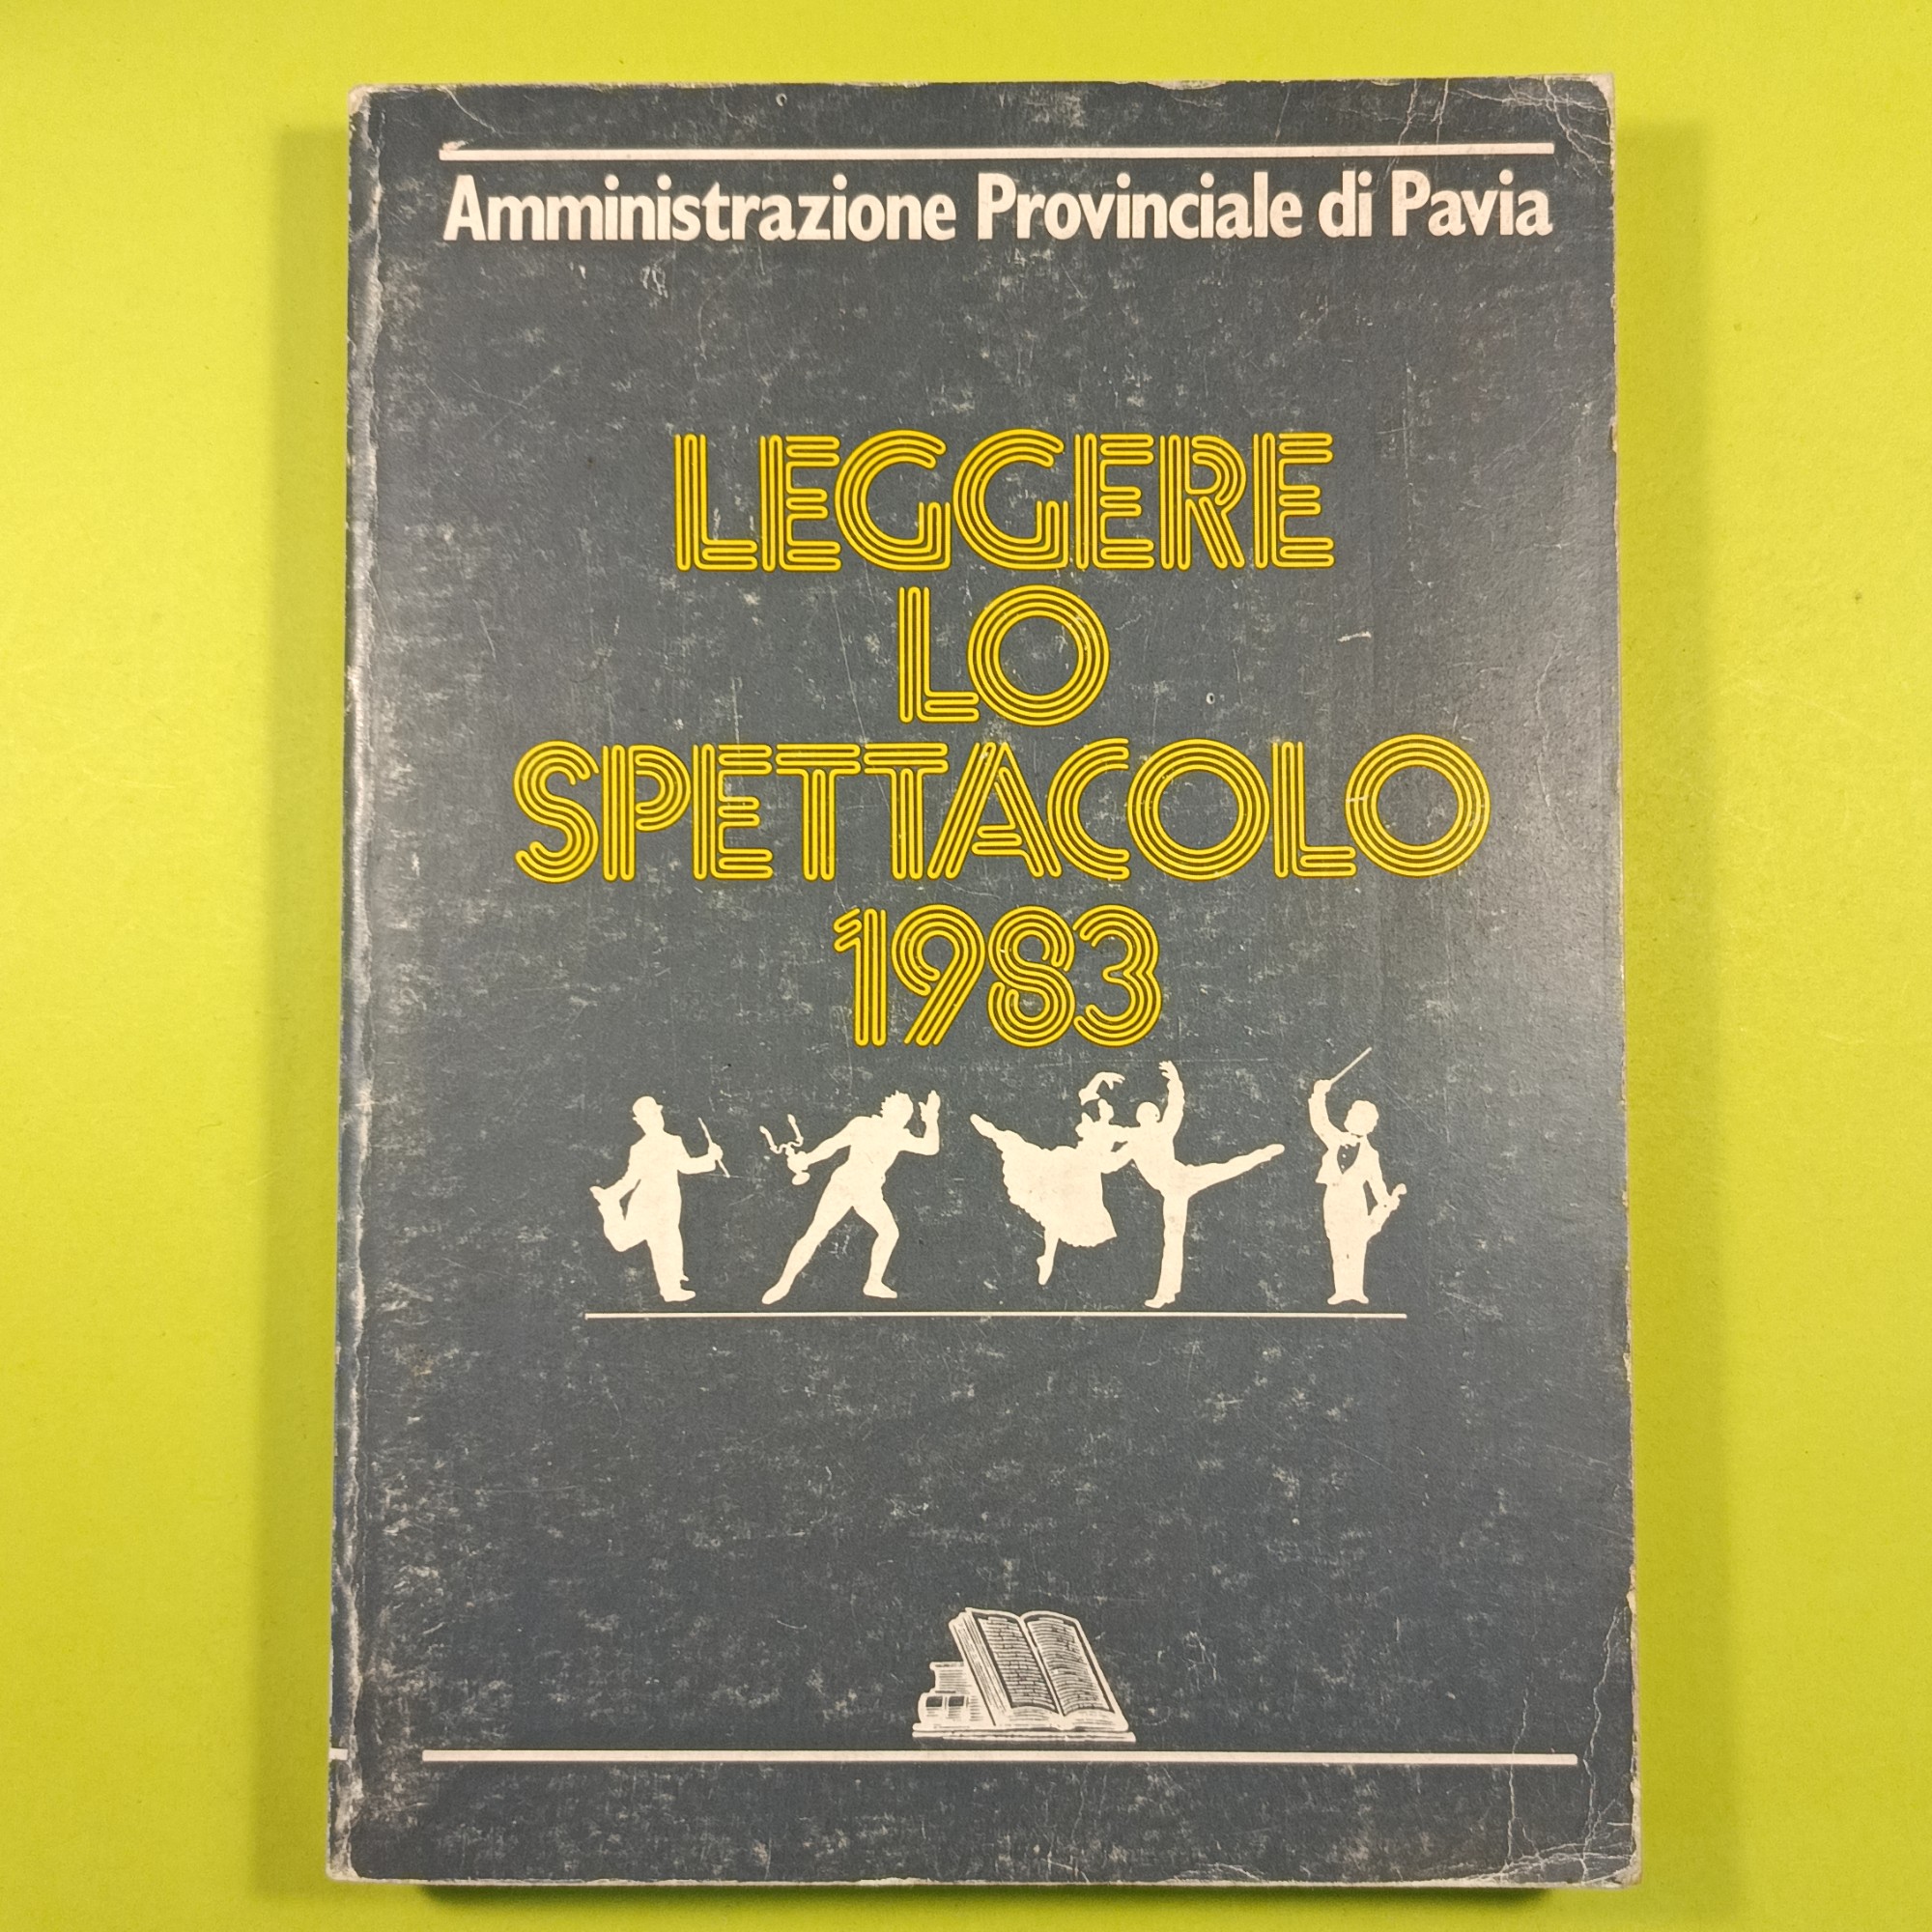 Amministrazione Provinciale di Pavia
LEGGERE
LO
SPETTACOLO
1983